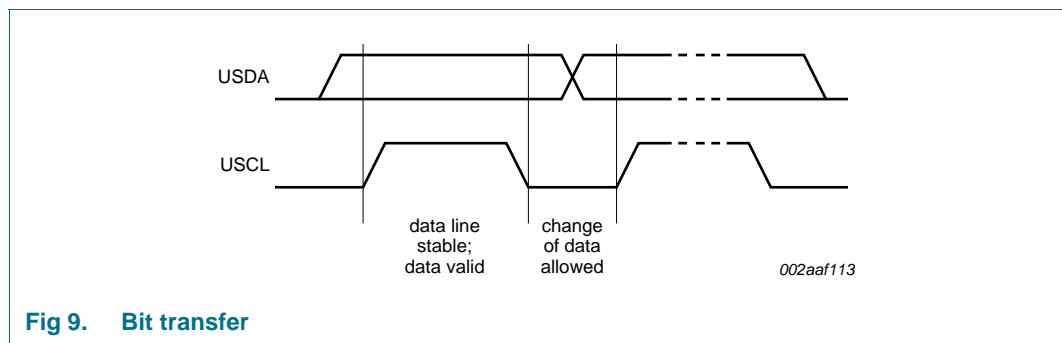 USDA
USCL
data line
stable;
data valid
change
of data
allowed
002aaf113
Fig 9. Bit transfer